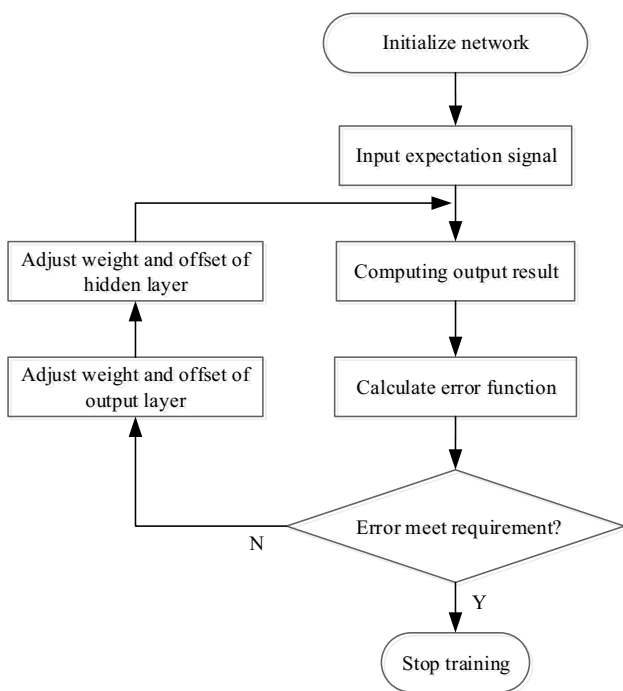 Initialize network
Input expectation signal
Adjust weight and offset of
hidden layer
Computing output result
Adjust weight and offset of
output layer
Calculate error function
Error meet requirement?
N
Y
Stop training